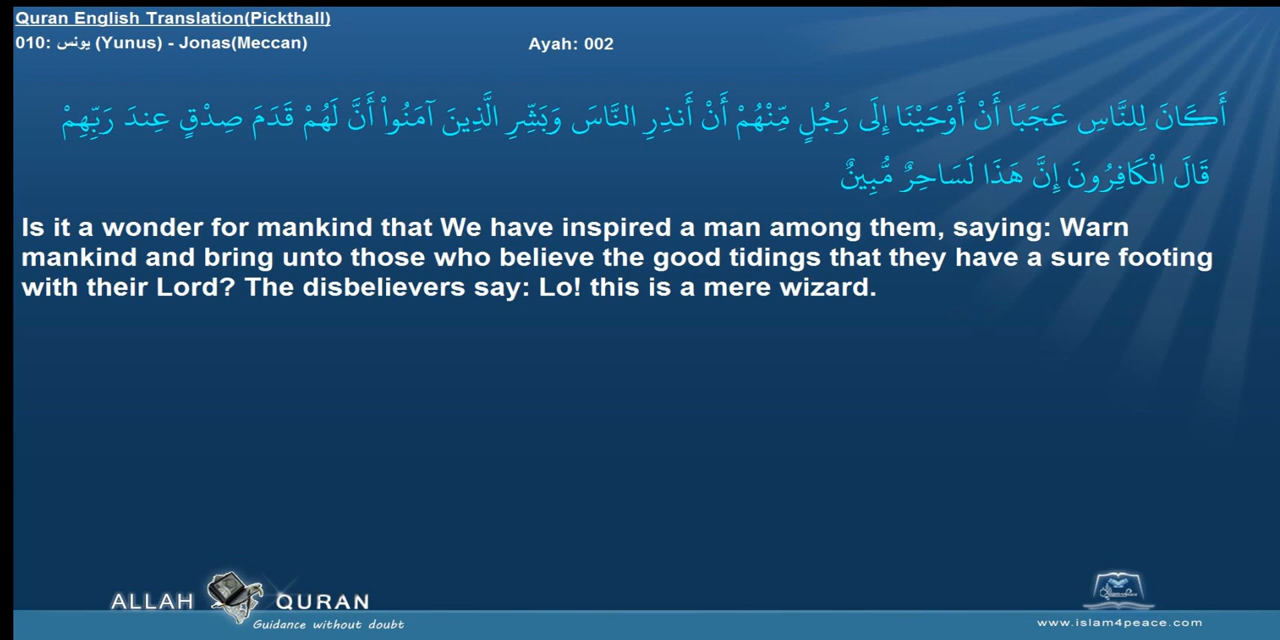 Quran English Translation(Pickthall)
010: يونس (Yunus) - Jonas(Meccan)
Ayah: 002
أَكَانَ لِلنَّاسِ عَجَبًا أَنْ أَوْحَيْنَا إِلَى رَجُلٍ مِّنْهُمْ أَنْ أَنذِرِ النَّاسَ وَبَشِّرِ الَّذِينَ آمَنُواْ أَنَّ لَهُمْ قَدَمَ صِدْقٍ عِندَ رَبِّهِمْ
قَالَ الْكَافِرُونَ إِنَّ هَذَا لَسَاحِرٌ مُّبِينٌ
Is it a wonder for mankind that We have inspired a man among them, saying: Warn
mankind and bring unto those who believe the good tidings that they have a sure footing
with their Lord? The disbelievers say: Lo! this is a mere wizard.
ALLAH QURAN
Guidance without doubt
www.islam4peace.com